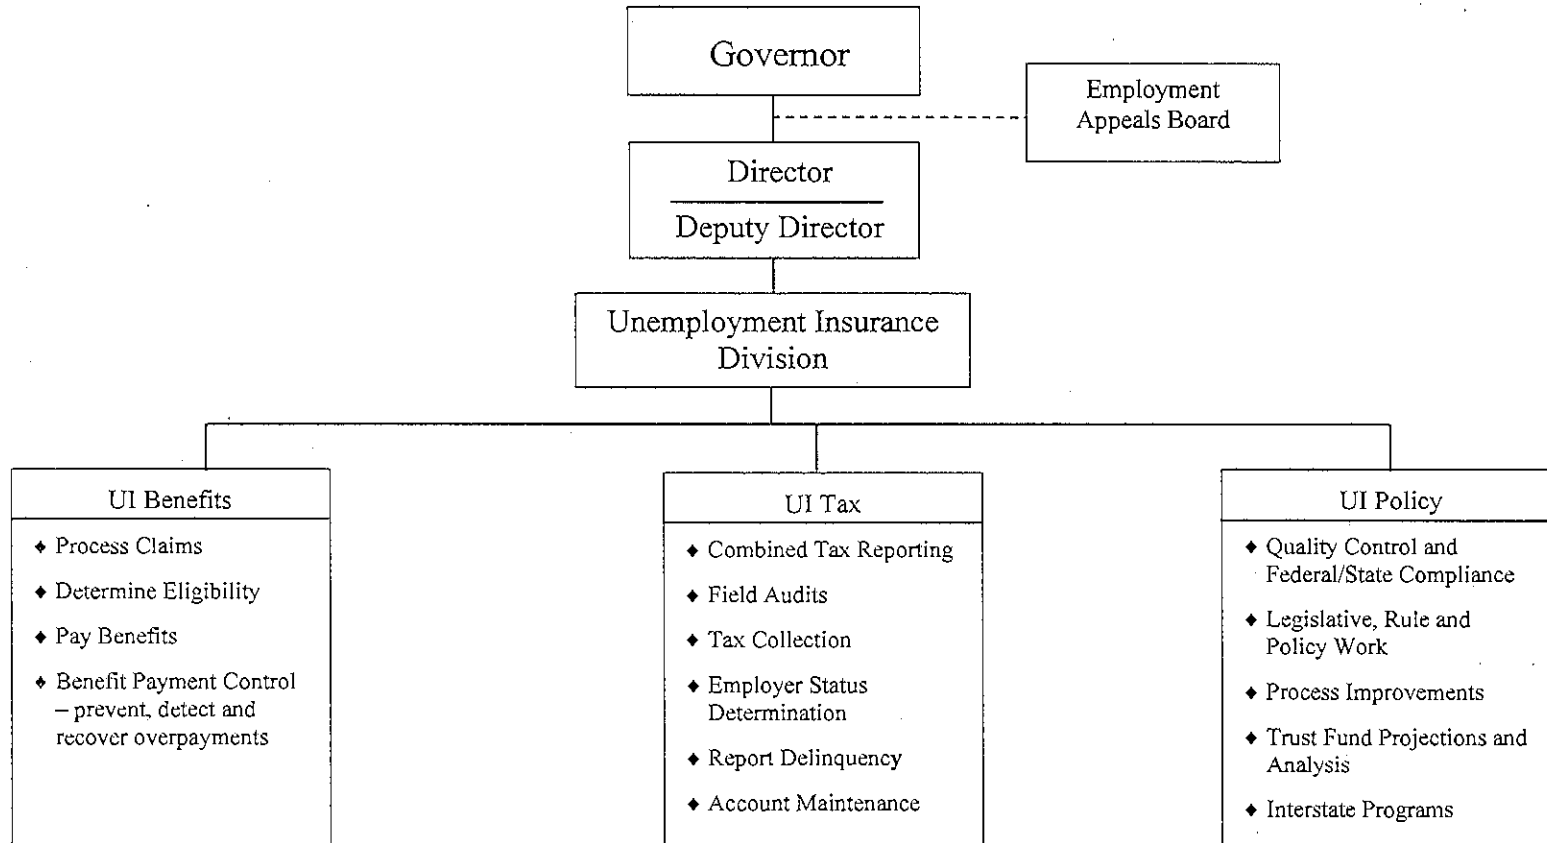 Governor
Employment
Appeals Board
Director
Deputy Director
Unemployment Insurance
Division
UI Benefits
♦ Process Claims
♦ Determine Eligibility
♦ Pay Benefits
♦ Benefit Payment Control
– prevent, detect and
recover overpayments
UI Tax
♦ Combined Tax Reporting
♦ Field Audits
♦ Tax Collection
♦ Employer Status
Determination
♦ Report Delinquency
♦ Account Maintenance
UI Policy
♦ Quality Control and
Federal/State Compliance
♦ Legislative, Rule and
Policy Work
♦ Process Improvements
♦ Trust Fund Projections and
Analysis
♦ Interstate Programs